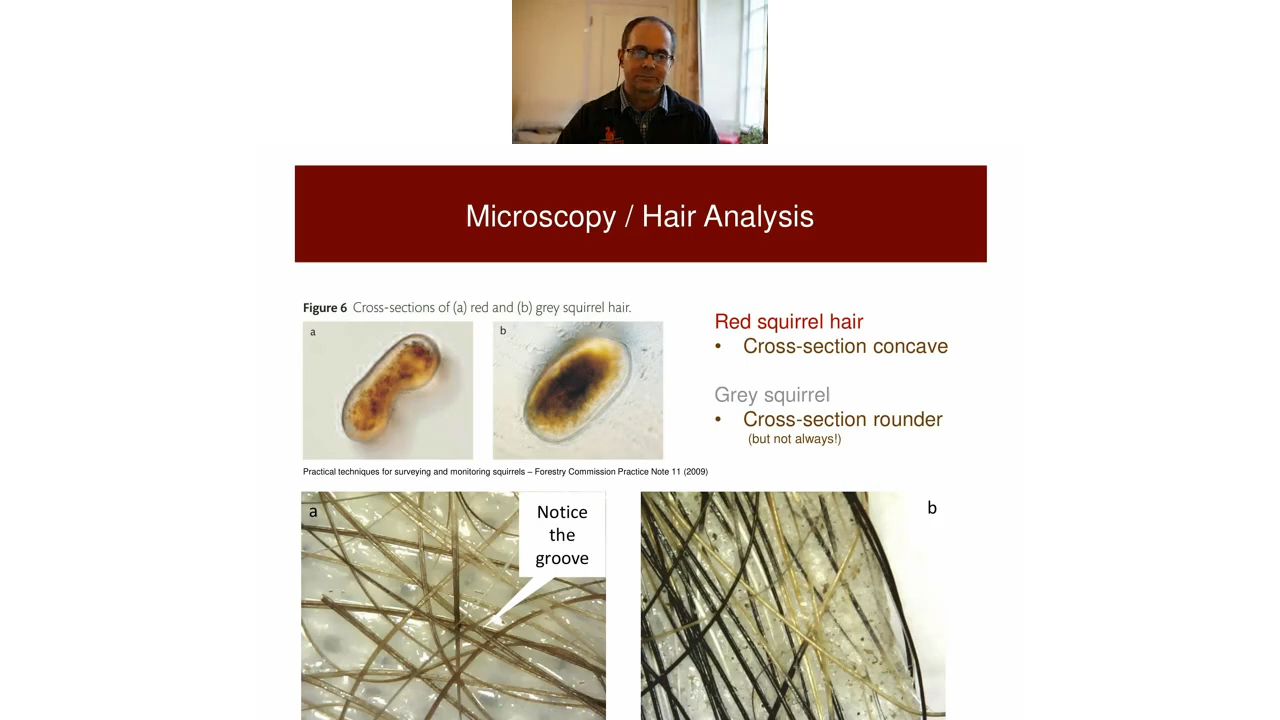 Microscopy / Hair Analysis
Figure 6 Cross-sections of (a) red and (b) grey squirrel hair.
a
b
Red squirrel hair
• Cross-section concave
Grey squirrel
• Cross-section rounder
(but not always!)
Practical techniques for surveying and monitoring squirrels – Forestry Commission Practice Note 11 (2009)
a
Notice
the
groove
b